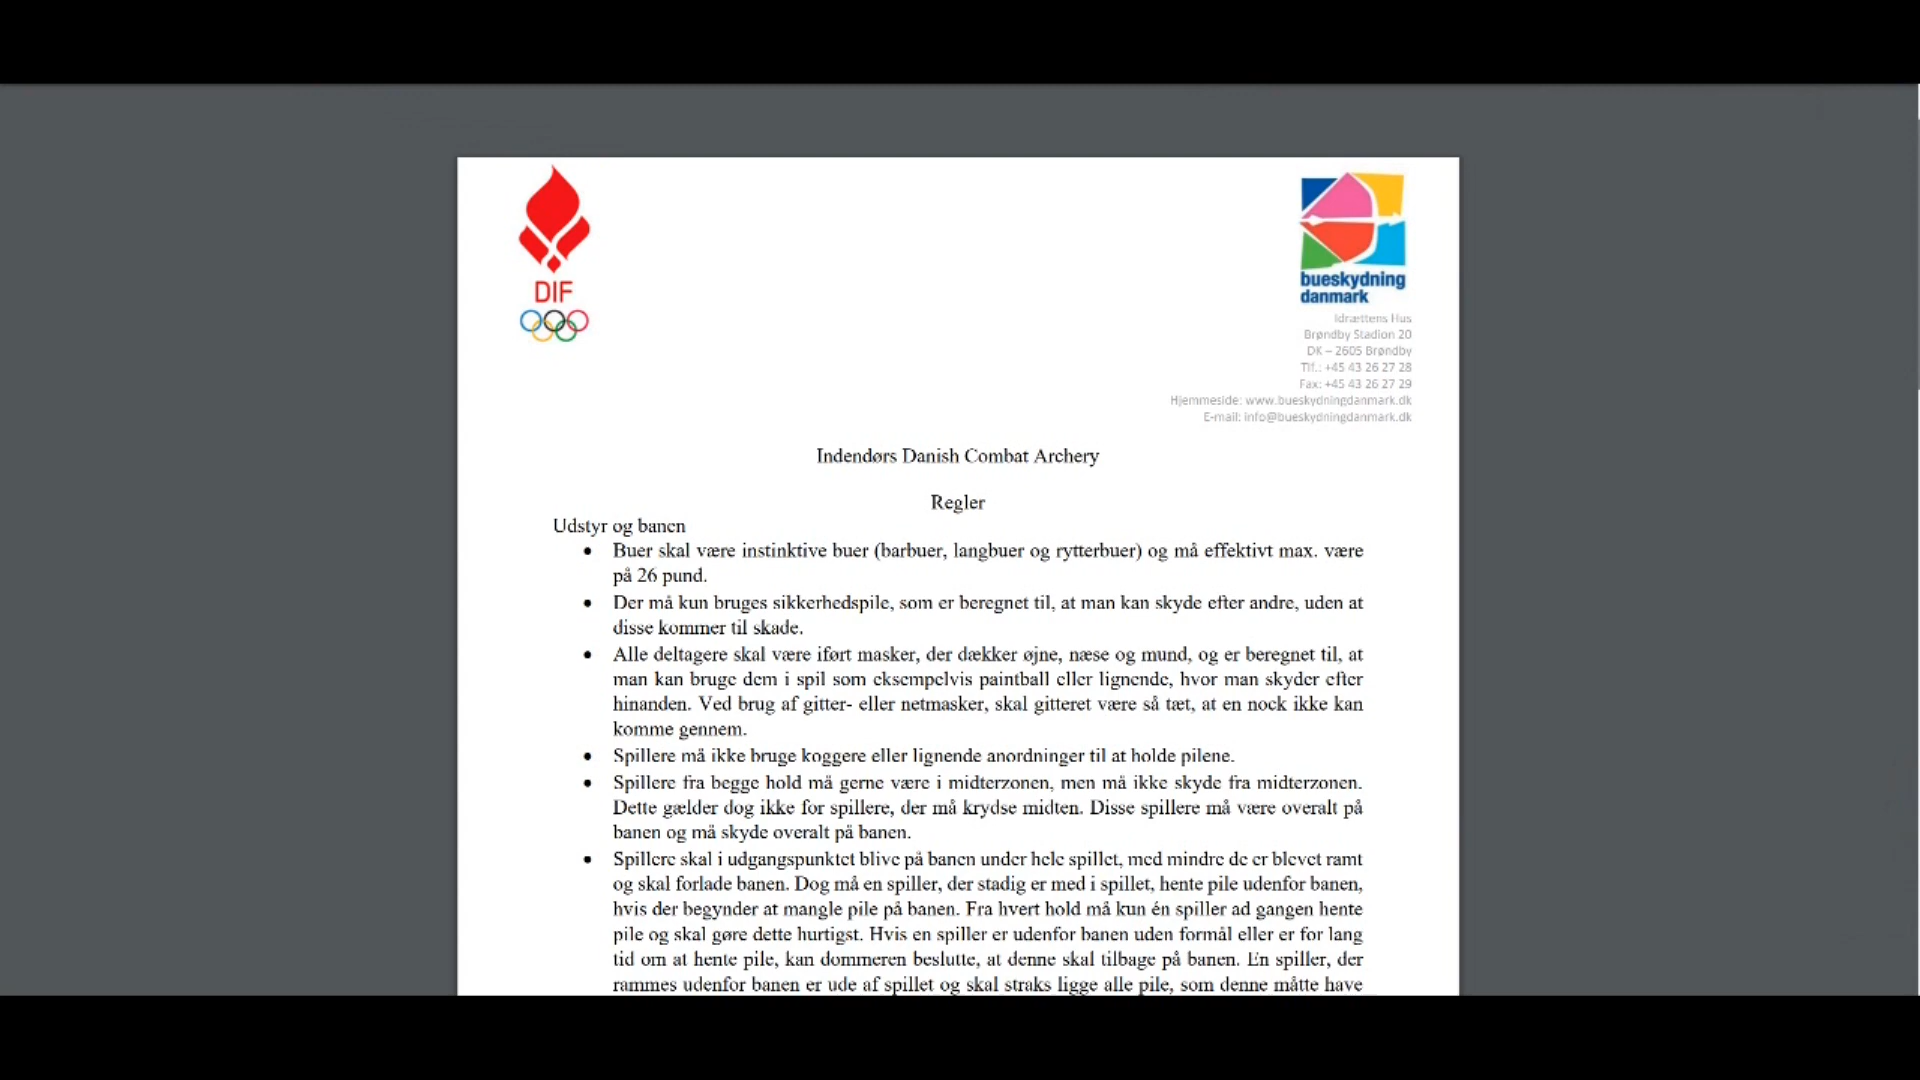 DIF
bueskydning
danmark
Idrættens Hus
Brøndby Stadion 20
DK – 2605 Brøndby
Tlf.: +45 43 26 27 28
Fax: +45 43 26 27 29
Hjemmeside: www.bueskydningdanmark.dk
E-mail: info@bueskydningdanmark.dk
Indendørs Danish Combat Archery
Regler
Udstyr og banen
• Buer skal være instinktive buer (barbuer, langbuer og rytterbuer) og må effektivt max. være
på 26 pund.
• Der må kun bruges sikkerhedspile, som er beregnet til, at man kan skyde efter andre, uden at
disse kommer til skade.
• Alle deltagere skal være iført masker, der dækker øjne, næse og mund, og er beregnet til, at
man kan bruge dem i spil som eksempelvis paintball eller lignende, hvor man skyder efter
hinanden. Ved brug af gitter- eller netmasker, skal gitteret være så tæt, at en nock ikke kan
komme gennem.
• Spillere må ikke bruge koggere eller lignende anordninger til at holde pilene.
• Spillere fra begge hold må gerne være i midterzonen, men må ikke skyde fra midterzonen.
Dette gælder dog ikke for spillere, der må krydse midten. Disse spillere må være overalt på
banen og må skyde overalt på banen.
• Spillere skal i udgangspunktet blive på banen under hele spillet, med mindre de er blevet ramt
og skal forlade banen. Dog må en spiller, der stadig er med i spillet, hente pile udenfor banen,
hvis der begynder at mangle pile på banen. Fra hvert hold må kun én spiller ad gangen hente
pile og skal gøre dette hurtigst. Hvis en spiller er udenfor banen uden formål eller er for lang
tid om at hente pile, kan dommeren beslutte, at denne skal tilbage på banen. En spiller, der
rammes udenfor banen er ude af spillet og skal straks ligge alle pile, som denne måtte have